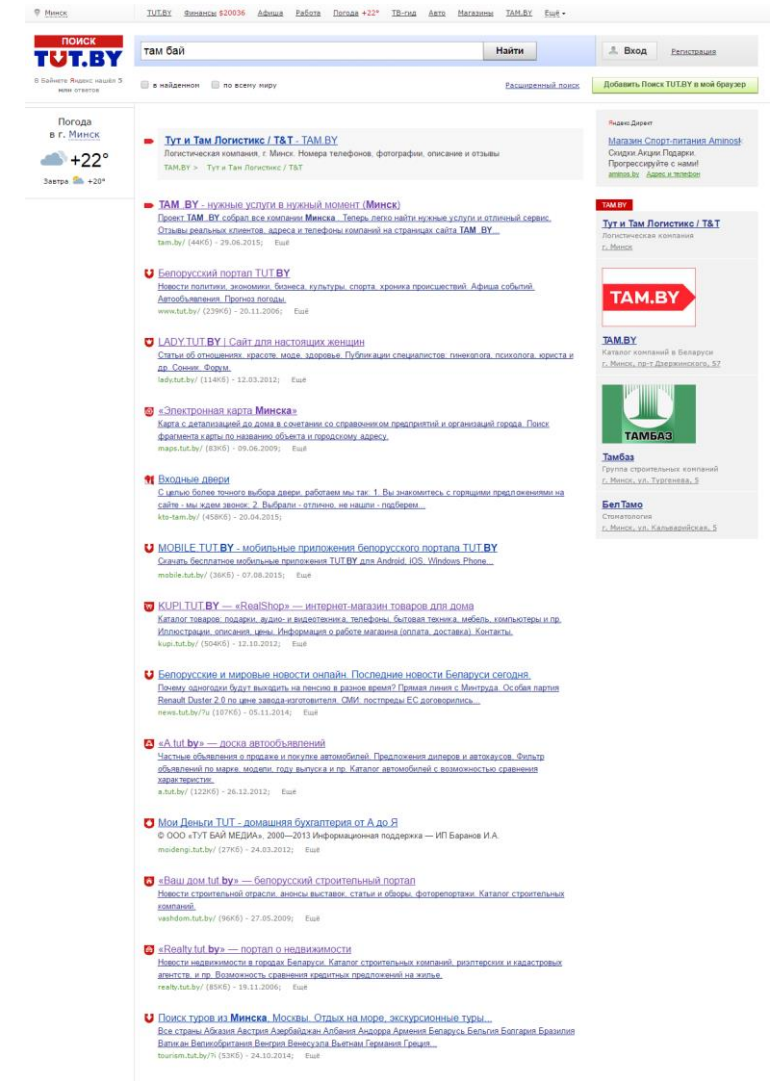 Минск
TUT.BY Финансы $20036 Афиша Работа Погода +22° ТВ-гид Авто Магазины TAM.BY Ещё
ПОИСК
TUT.BY
там бай
Найти
Вход
Регистрация
В Байнете Яндекс нашёл 5
млн ответов
в найденном по всему миру
Расширенный поиск
Добавить Поиск TUT.BY в мой браузер
Погода
в г. Минск
+22°
Завтра +20°
Тут и Там Логистикс / T&T - TAM.BY
Логистическая компания, г. Минск. Номера телефонов, фотографии, описание и отзывы
TAM.BY > Тут и Там Логистикс / T&T
TAM .BY - нужные услуги в нужный момент (Минск)
Проект TAM .BY собрал все компании Минска . Теперь легко найти нужные услуги и отличный сервис.
Отзывы реальных клиентов, адреса и телефоны компаний на страницах сайта TAM .BY...
tam.by/ (44Кб) - 29.06.2015; Ещё
Белорусский портал TUT.BY
Новости политики, экономики, бизнеса, культуры, спорта, хроника происшествий. Афиша событий.
Автообъявления. Прогноз погоды.
www.tut.by/ (239Кб) - 20.11.2006; Ещё
LADY.TUT.BY | Сайт для настоящих женщин
Статьи об отношениях, красоте, моде, здоровье. Публикации специалистов: гинеколога, психолога, юриста и
др. Сонник. Форум.
lady.tut.by/ (114Кб) - 12.03.2012; Ещё
«Электронная карта Минска»
Карта с детализацией до дома в сочетании со справочником предприятий и организаций города. Поиск
фрагмента карты по названию объекта и городскому адресу.
maps.tut.by/ (83Кб) - 09.06.2009; Ещё
Входные двери
С целью более точного выбора двери, работаем мы так: 1. Вы знакомитесь с горящими предложениями на
сайте - мы ждем звонок; 2. Выбрали - отлично, не нашли - подберем...
kto-tam.by/ (458Кб) - 20.04.2015;
MOBILE.TUT.BY - мобильные приложения белорусского портала TUT.BY
Скачать бесплатное мобильные приложения TUT.BY для Android, iOS, Windows Phone...
mobile.tut.by/ (36Кб) - 07.08.2015; Ещё
KUPI.TUT.BY — «RealShop» — интернет-магазин товаров для дома
Каталог товаров: подарки, аудио- и видеотехника, телефоны, бытовая техника, мебель, компьютеры и пр.
Иллюстрации, описания, цены. Информация о работе магазина (оплата, доставка). Контакты.
kupi.tut.by/ (504Кб) - 12.10.2012; Ещё
Белорусские и мировые новости онлайн. Последние новости Беларуси сегодня.
Почему одногодки будут выходить на пенсию в разное время? Прямая линия с Минтруда. Особая партия
Renault Duster 2.0 по цене завода-изготовителя. СМИ: постпреды ЕС договорились...
news.tut.by/?u (107Кб) - 05.11.2014; Ещё
«A.tut.by» — доска автообъявлений
Частные объявления о продаже и покупке автомобилей. Предложения дилеров и автохаусов. Фильтр
объявлений по марке, модели, году выпуска и пр. Каталог автомобилей с возможностью сравнения
характеристик.
a.tut.by/ (122Кб) - 26.12.2012; Ещё
Мои Деньги TUT - домашняя бухгалтерия от А до Я
© ООО «ТУТ БАЙ МЕДИА», 2000—2013 Информационная поддержка — ИП Баранов И.А.
moidengi.tut.by/ (27Кб) - 24.03.2012; Ещё
«Ваш дом.tut.by» — белорусский строительный портал
Новости строительной отрасли, анонсы выставок, статьи и обзоры, фоторепортажи. Каталог строительных
компаний.
vashdom.tut.by/ (96Кб) - 27.05.2009; Ещё
«Realty.tut.by» — портал о недвижимости
Новости недвижимости в городах Беларуси. Каталог строительных компаний, риэлтерских и кадастровых
агентств, и пр. Возможность сравнения кредитных предложений на жилье.
realty.tut.by/ (85Кб) - 19.11.2006; Ещё
Поиск туров из Минска, Москвы. Отдых на море, экскурсионные туры...
Все страны Абхазия Австрия Азербайджан Албания Андорра Армения Беларусь Бельгия Болгария Бразилия
Ватикан Великобритания Венгрия Венесуэла Вьетнам Германия Греция...
(53Кб) - 24.10.2014; Ещё
Яндекс.Директ
Магазин Спорт-питания
Скидки.Акции.Подарки.
Прогрессируйте с нами!
aminos.by Адрес и телефон
TAM.BY
Тут и Там Логистикс / T&T
Логистическая компания
г. Минск
TAM.BY
TAM.BY
Каталог компаний в Беларуси
г. Минск, пр-т Дзержинского, 57
ТАМБАЗ
Тамбаз
Группа строительных компаний
г. Минск, ул. Тургенева, 5
БелТамо
Стоматология
г. Минск, ул. Кальварийская, 5